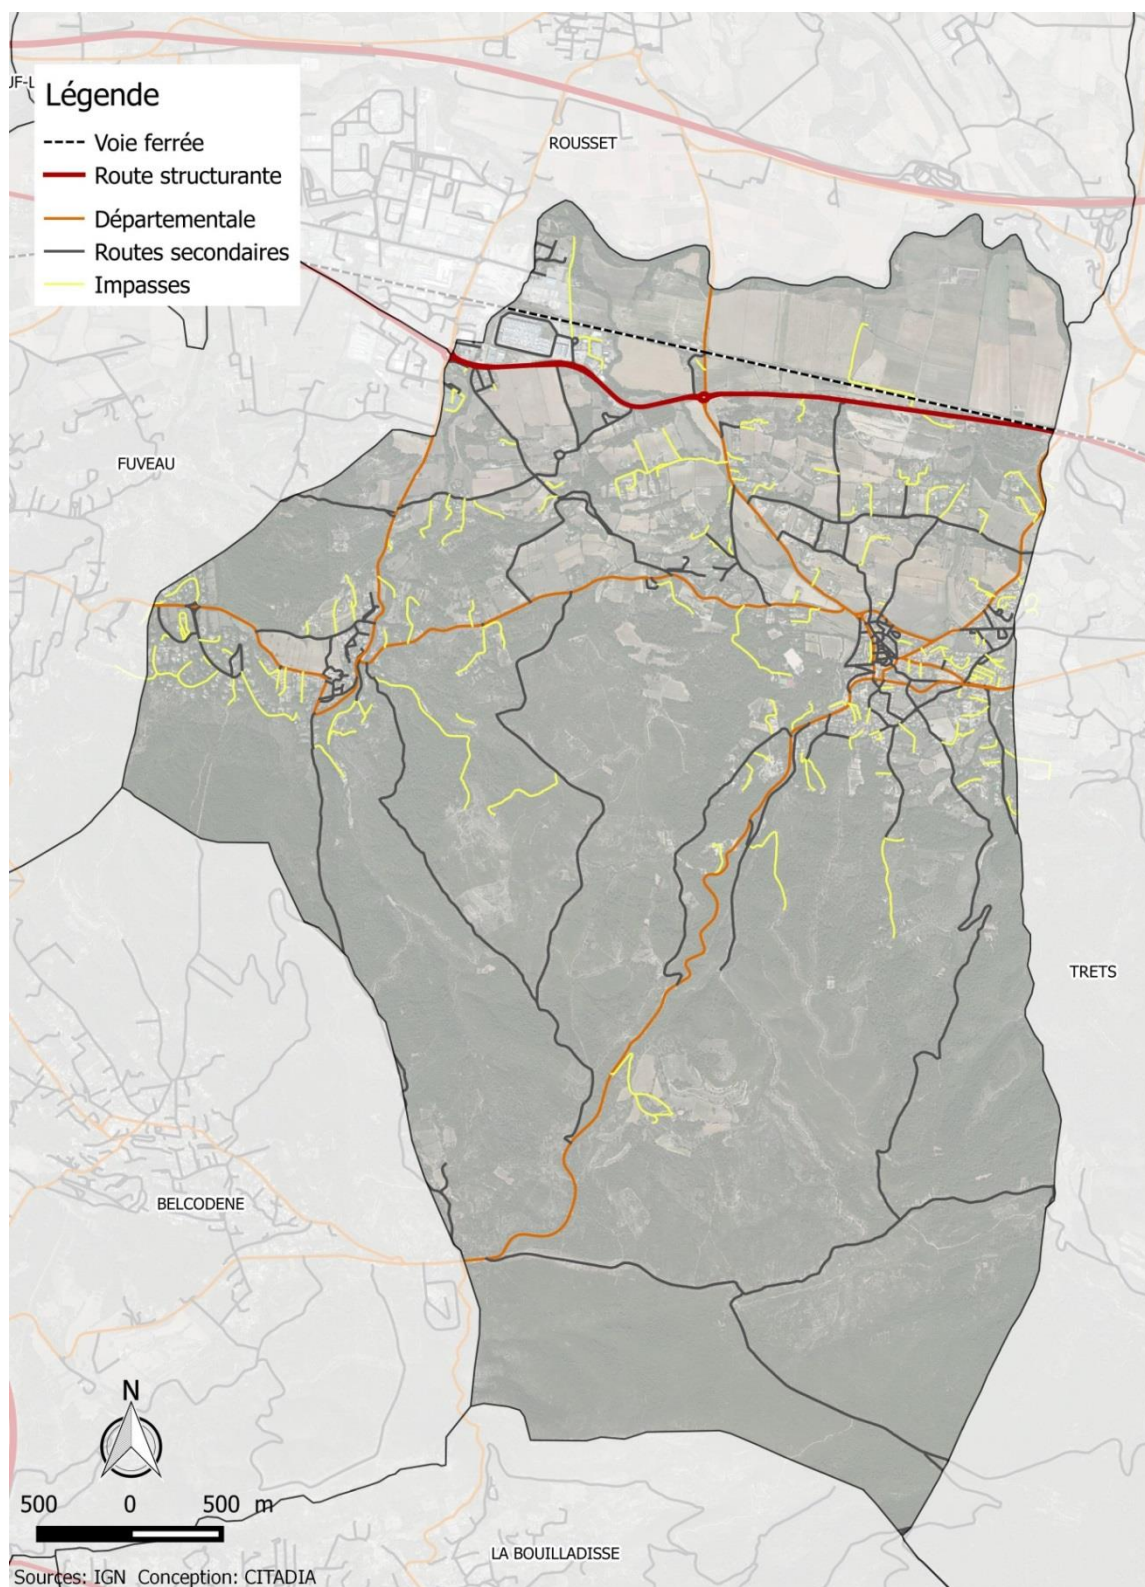 ROUSSET
Légende
Voie ferrée
Route structurante
Départementale
Routes secondaires
Impasses
FUVEAU
TRETS
BELCODENE
N
500 0 500 m
LA BOUILLADISSE
Sources: IGN Conception: CITADIA